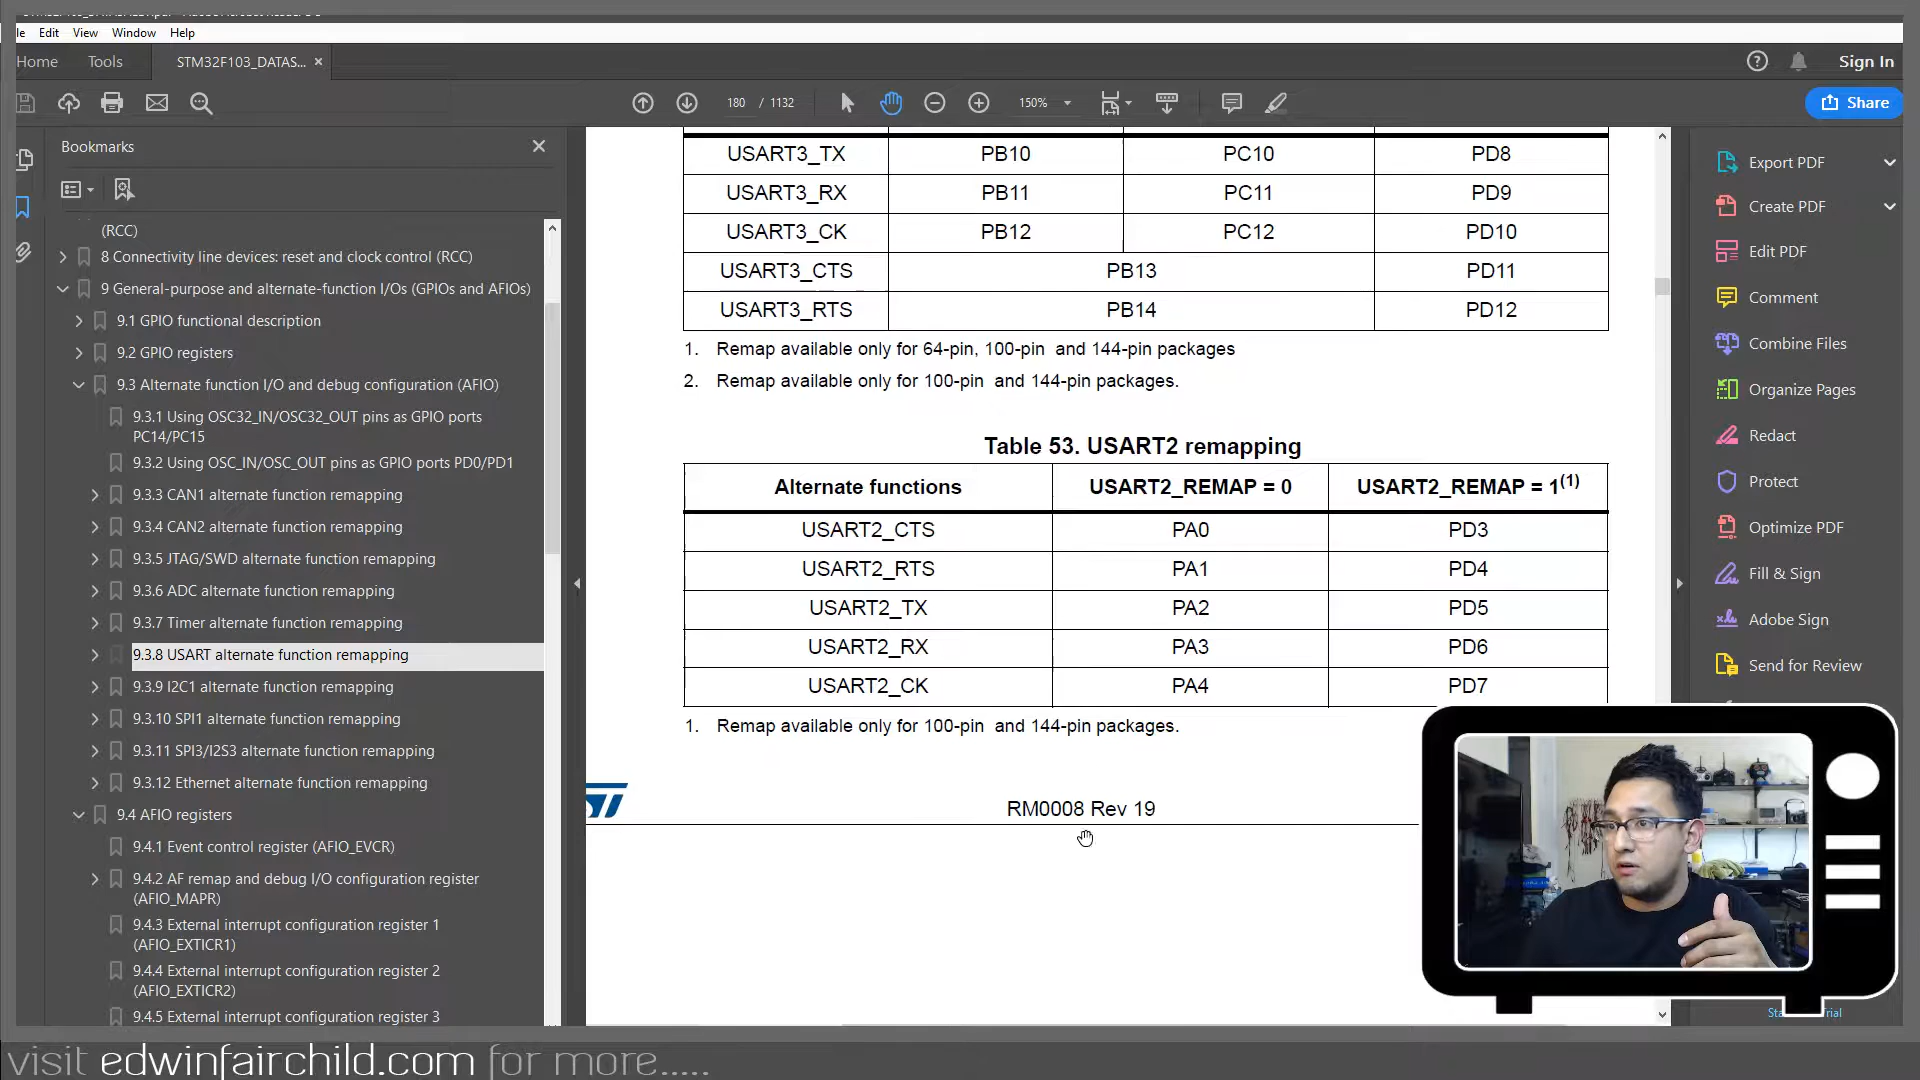 le Edit View Window Help
Home Tools STM32F103_DATAS... × Sign In
180 / 1132 150% Share
Bookmarks
(RCC)
8 Connectivity line devices: reset and clock control (RCC)
9 General-purpose and alternate-function I/Os (GPIOs and AFIOs)
9.1 GPIO functional description
9.2 GPIO registers
9.3 Alternate function I/O and debug configuration (AFIO)
9.3.1 Using OSC32_IN/OSC32_OUT pins as GPIO ports
PC14/PC15
9.3.2 Using OSC_IN/OSC_OUT pins as GPIO ports PD0/PD1
9.3.3 CAN1 alternate function remapping
9.3.4 CAN2 alternate function remapping
9.3.5 JTAG/SWD alternate function remapping
9.3.6 ADC alternate function remapping
9.3.7 Timer alternate function remapping
9.3.8 USART alternate function remapping
9.3.9 I2C1 alternate function remapping
9.3.10 SPI1 alternate function remapping
9.3.11 SPI3/I2S3 alternate function remapping
9.3.12 Ethernet alternate function remapping
9.4 AFIO registers
9.4.1 Event control register (AFIO_EVCR)
9.4.2 AF remap and debug I/O configuration register
(AFIO_MAPR)
9.4.3 External interrupt configuration register 1
(AFIO_EXTICR1)
9.4.4 External interrupt configuration register 2
(AFIO_EXTICR2)
9.4.5 External interrupt configuration register 3
USART3_TX PB10 PC10 PD8
USART3_RX PB11 PC11 PD9
USART3_CK PB12 PC12 PD10
USART3_CTS PB13 PD11
USART3_RTS PB14 PD12
1. Remap available only for 64-pin, 100-pin and 144-pin packages
2. Remap available only for 100-pin and 144-pin packages.
Table 53. USART2 remapping
Alternate functions USART2_REMAP = 0 USART2_REMAP = 1(1)
USART2_CTS PA0 PD3
USART2_RTS PA1 PD4
USART2_TX PA2 PD5
USART2_RX PA3 PD6
USART2_CK PA4 PD7
1. Remap available only for 100-pin and 144-pin packages.
ST
RM0008 Rev 19
Export PDF
Create PDF
Edit PDF
Comment
Combine Files
Organize Pages
Redact
Protect
Optimize PDF
Fill & Sign
Adobe Sign
Send for Review
visit edwinfairchild.com for more.....